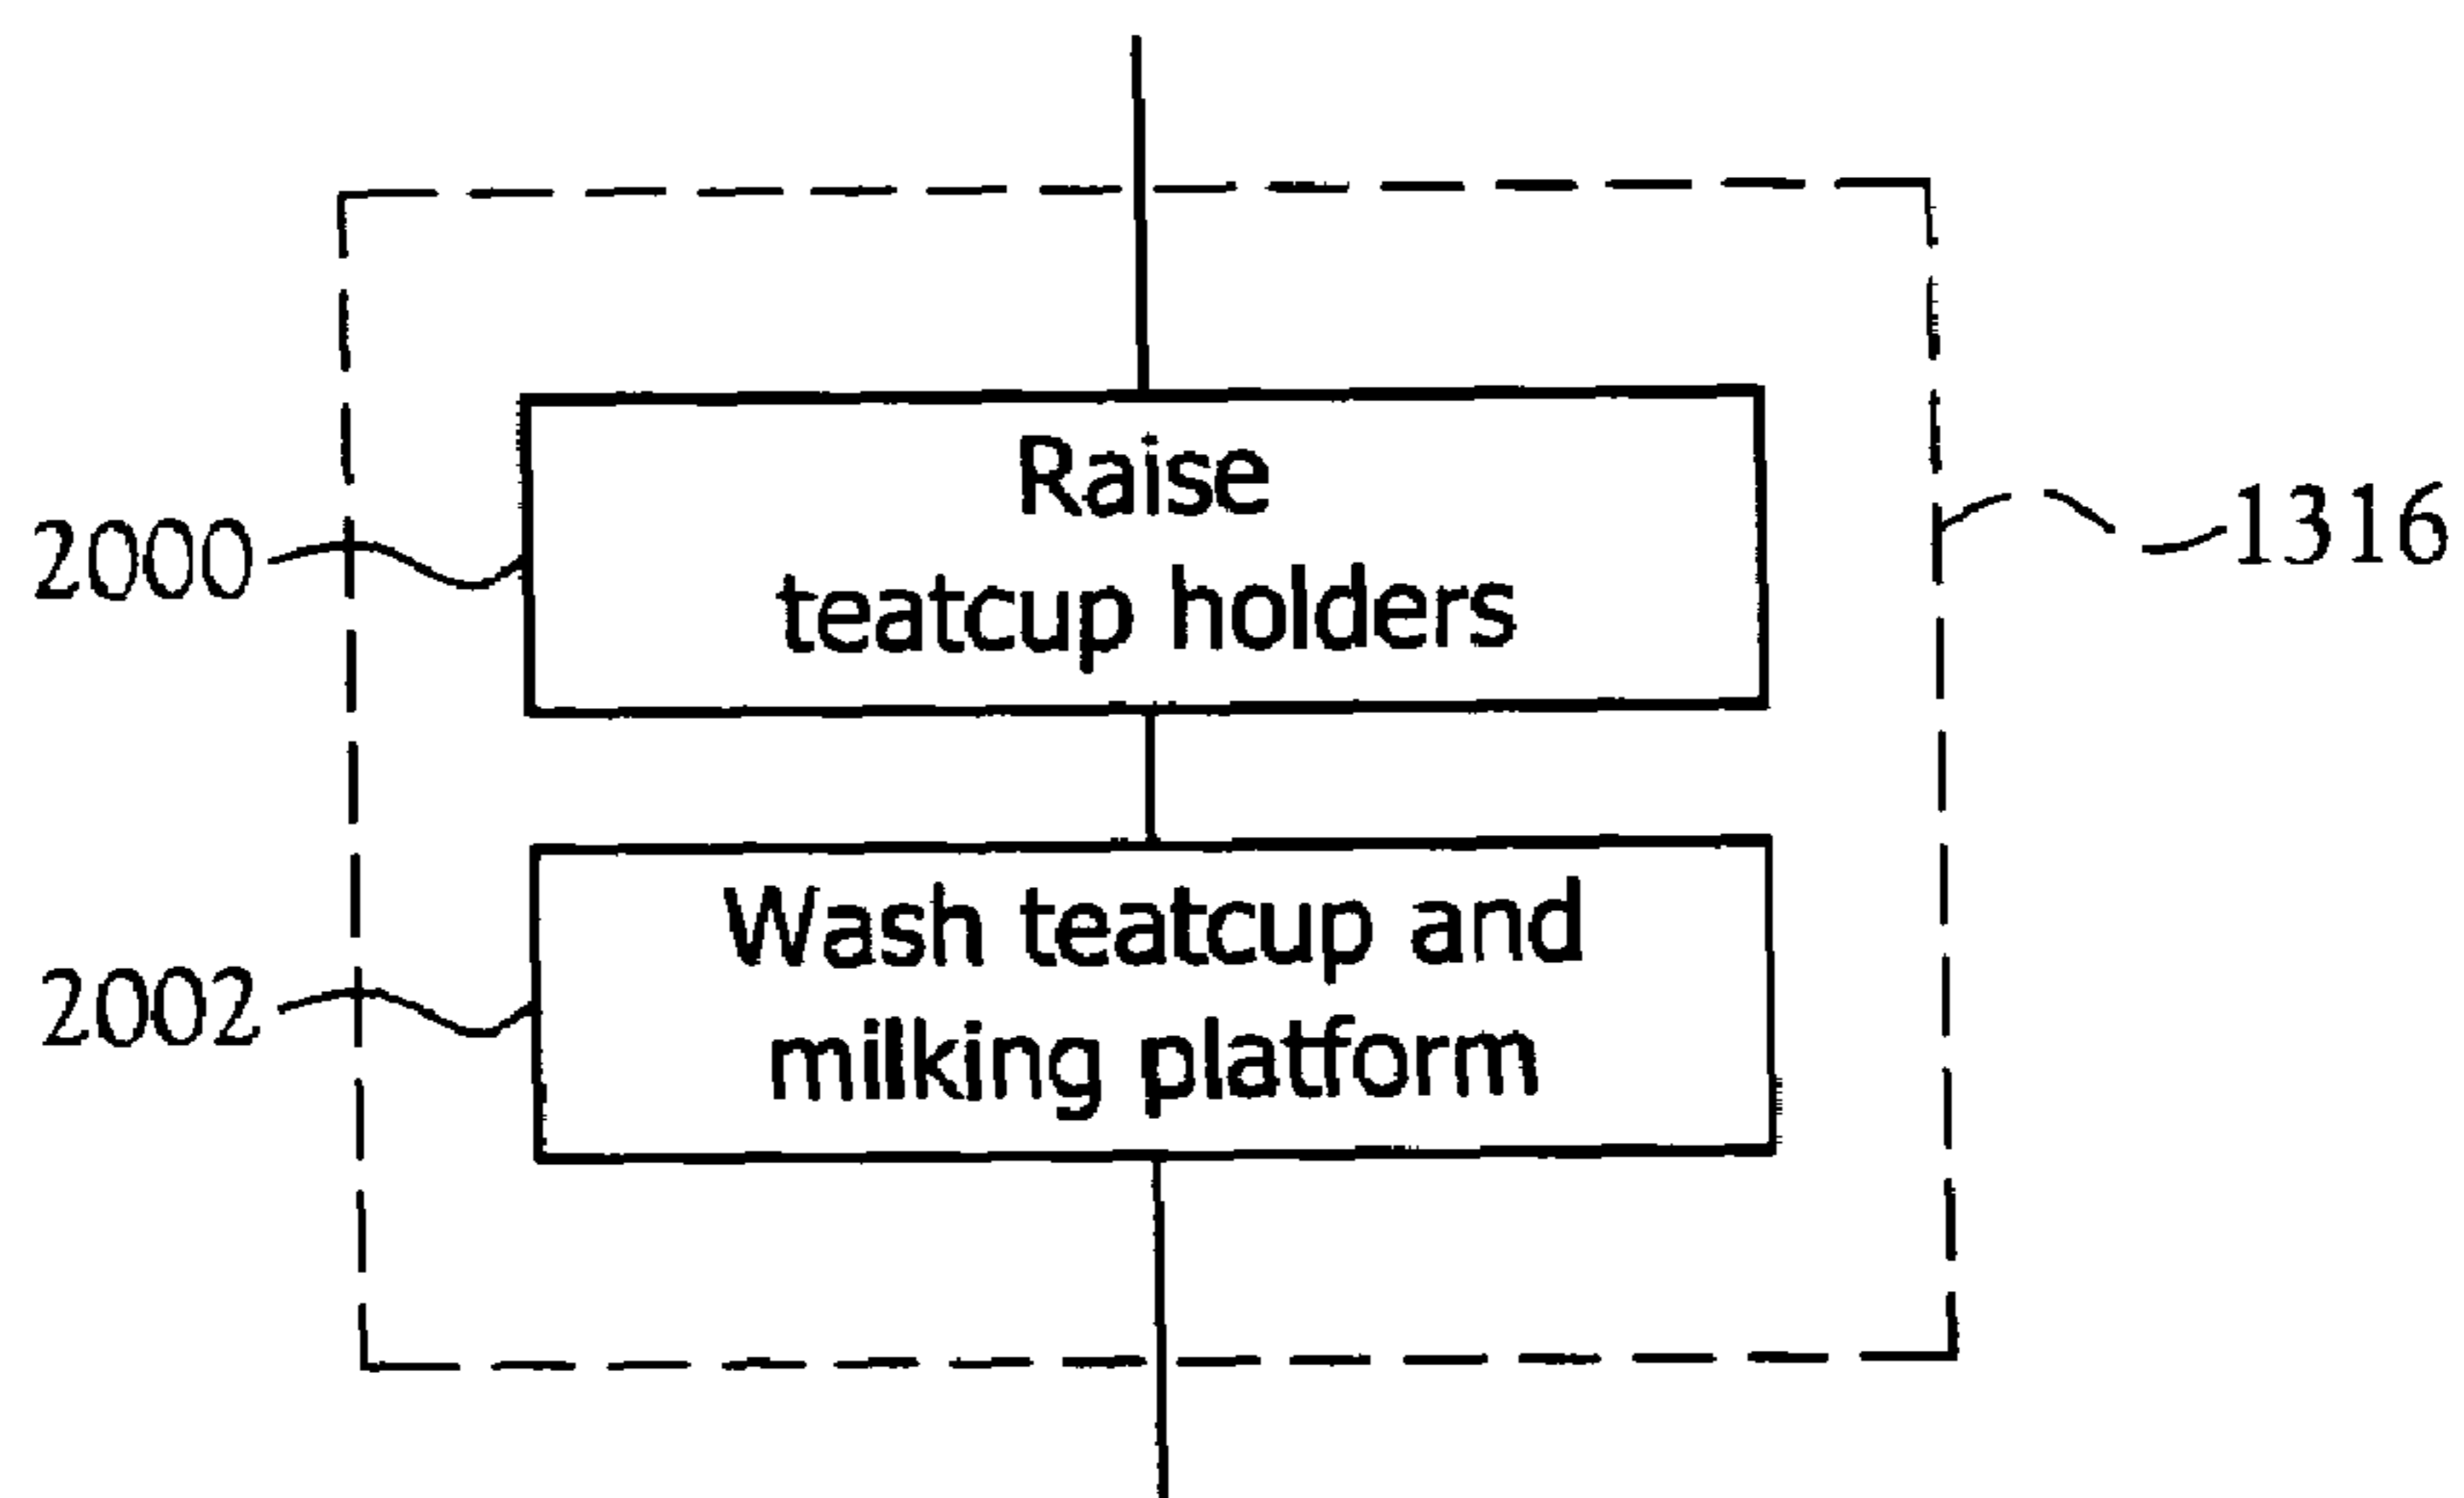 Raise
teatcup holders
2000
1316
Wash teatcup and
milking platform
2002